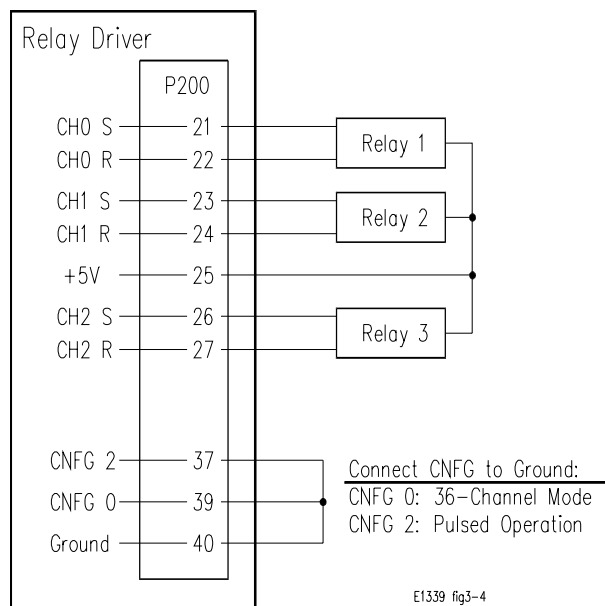 Relay Driver
P200
CH0 S 21
Relay 1
CH0 R 22
CH1 S 23
Relay 2
CH1 R 24
+5V 25
CH2 S 26
Relay 3
CH2 R 27
CNFG 2 37
Connect CNFG to Ground:
CNFG 0 39
CNFG 0: 36-Channel Mode
CNFG 2: Pulsed Operation
Ground 40
E1339 fig3-4